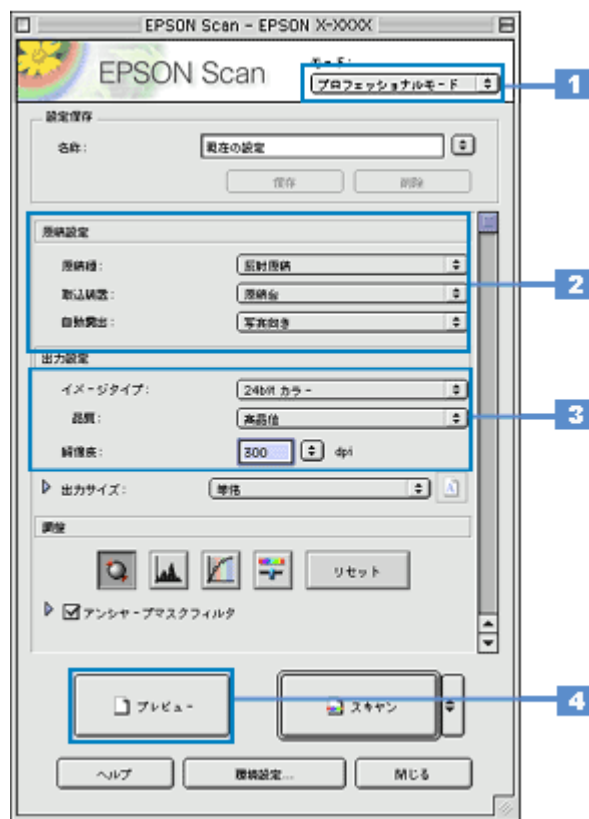 EPSON Scan - EPSON X-XXXX
EPSON Scan
モード:
プロフェッショナルモード
1
設定保存
名称:
現在の設定
保存
削除
原稿設定
原稿種:
反射原稿
2
取込装置:
原稿台
自動露出:
写真向き
出力設定
イメージタイプ:
24bit カラー
品質:
高品位
3
解像度:
300
dpi
出力サイズ:
等倍
調整
リセット
アンシャープマスクフィルタ
プレビュー
スキャン
4
ヘルプ
環境設定...
閉じる